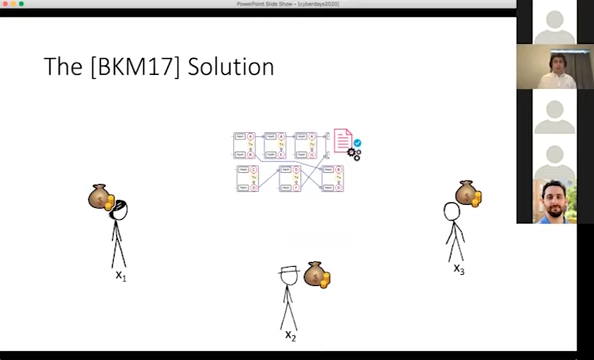 PowerPoint Slide Show - [cyberdays2020]
The [BKM17] Solution
x1
x2
x3